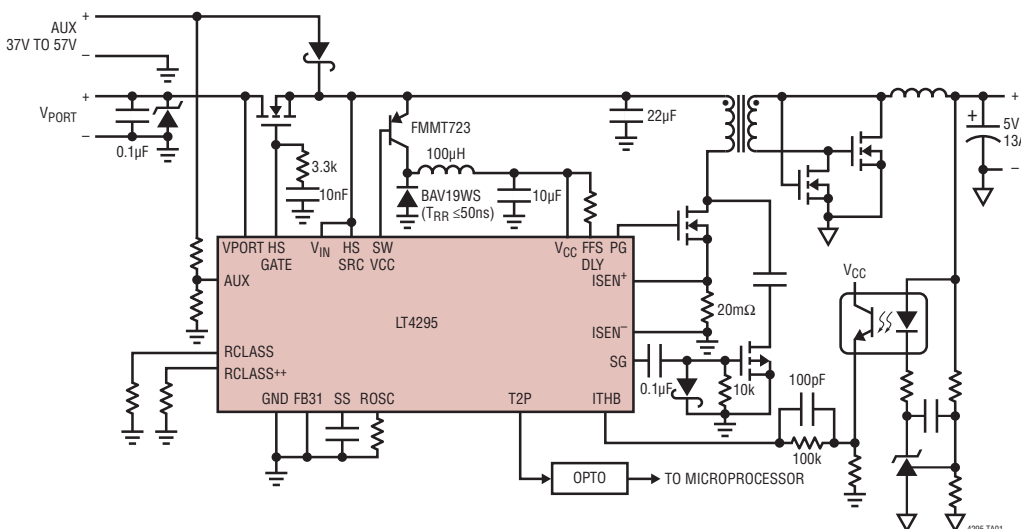 +
AUX
37V TO 57V
–
+
VPORT
–
0.1µF
3.3k
10nF
FMMT723
100µH
BAV19WS
(TRR ≤50ns)
10µF
22µF
+
+
5V
13A
–
VPORT HS GATE VIN HS SRC SW VCC VCC FFS DLY PG
AUX
ISEN+
LT4295
20mΩ
ISEN–
VCC
RCLASS
SG
RCLASS++
0.1µF
10k
100pF
GND FB31 SS ROSC T2P ITHB
100k
OPTO
TO MICROPROCESSOR
4295 TA01